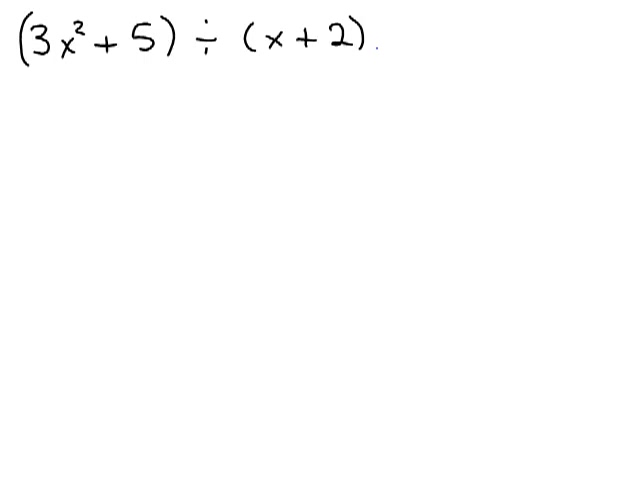 (3x² + 5) ÷ (x + 2).